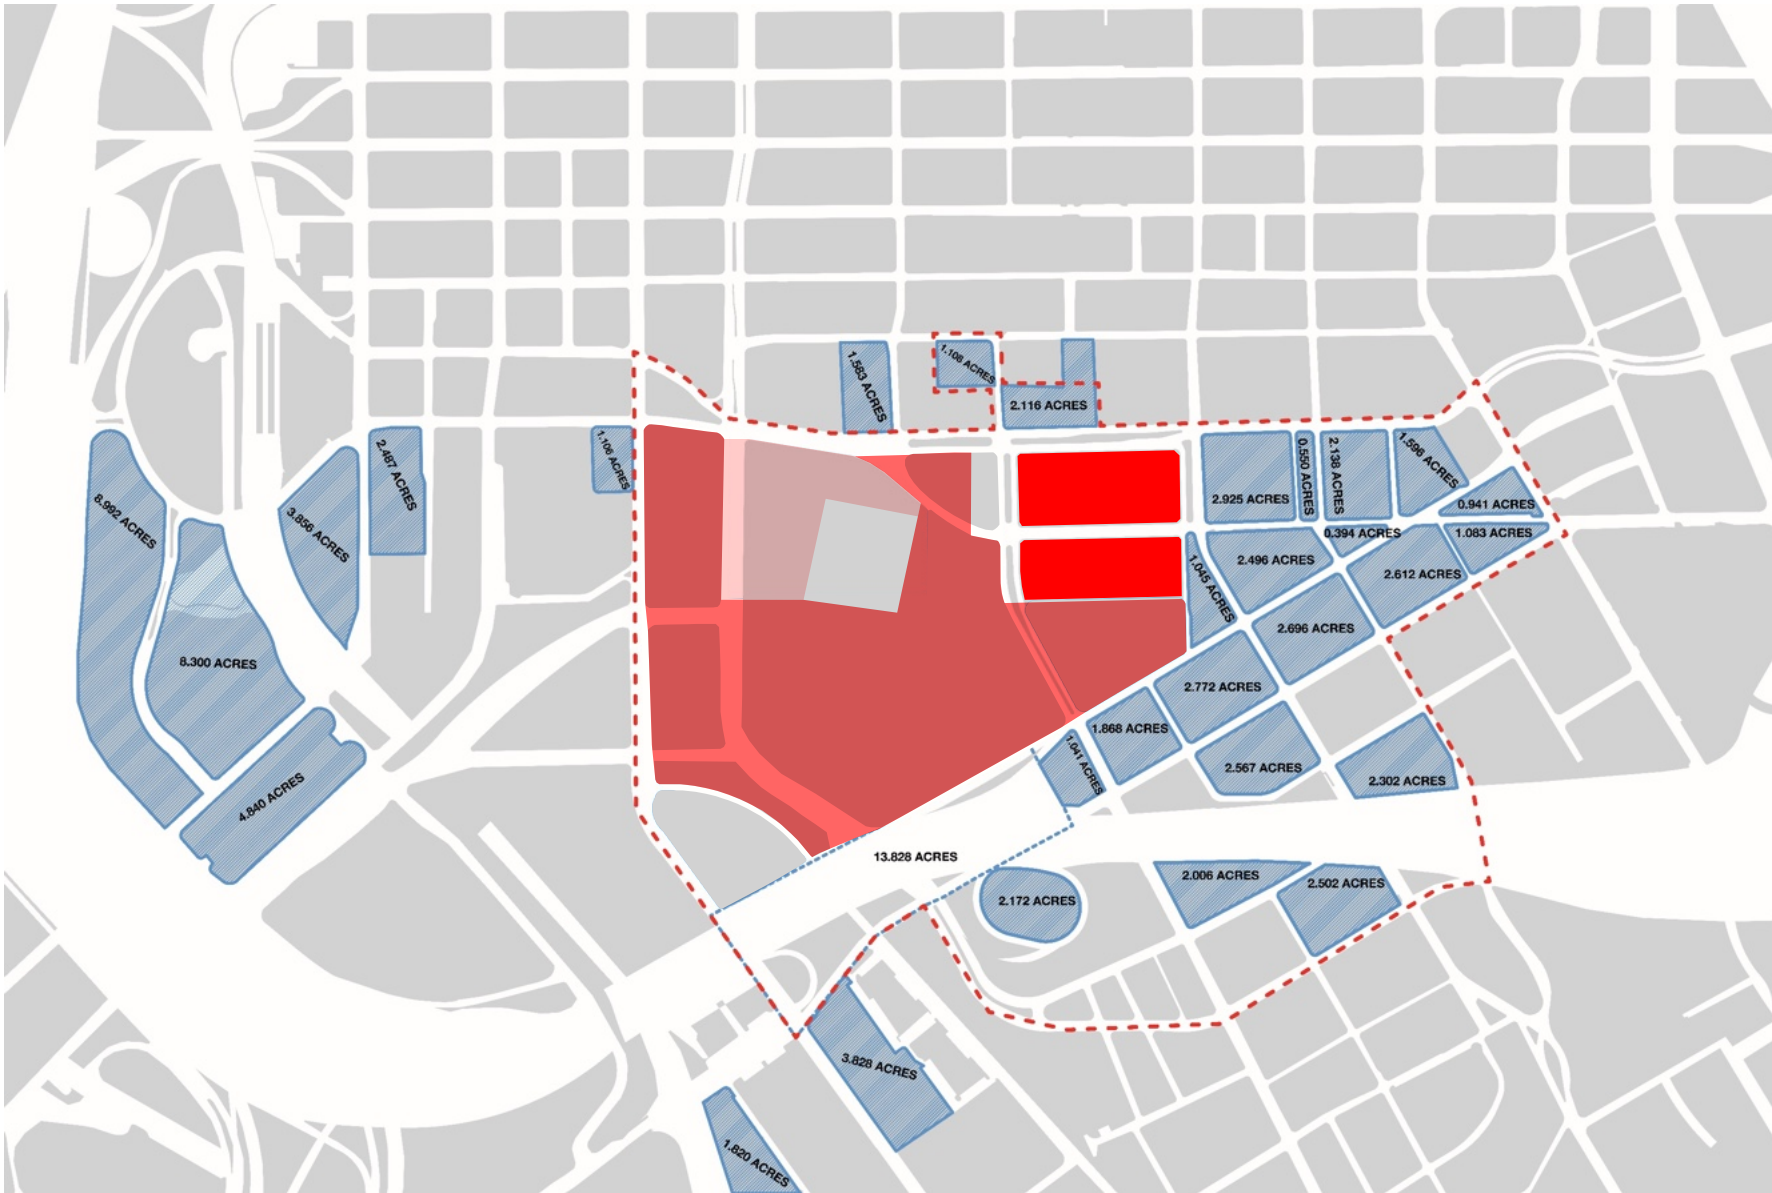 1.583 ACRES
1.108 ACRES
2.116 ACRES
2.487 ACRES
1.106 ACRES
8.992 ACRES
3.856 ACRES
2.925 ACRES
0.550 ACRES
2.138 ACRES
1.596 ACRES
0.941 ACRES
0.394 ACRES
1.083 ACRES
2.496 ACRES
1.045 ACRES
2.612 ACRES
2.696 ACRES
8.300 ACRES
2.772 ACRES
1.868 ACRES
1.041 ACRES
2.567 ACRES
2.302 ACRES
4.840 ACRES
13.828 ACRES
2.172 ACRES
2.006 ACRES
2.502 ACRES
3.828 ACRES
1.820 ACRES